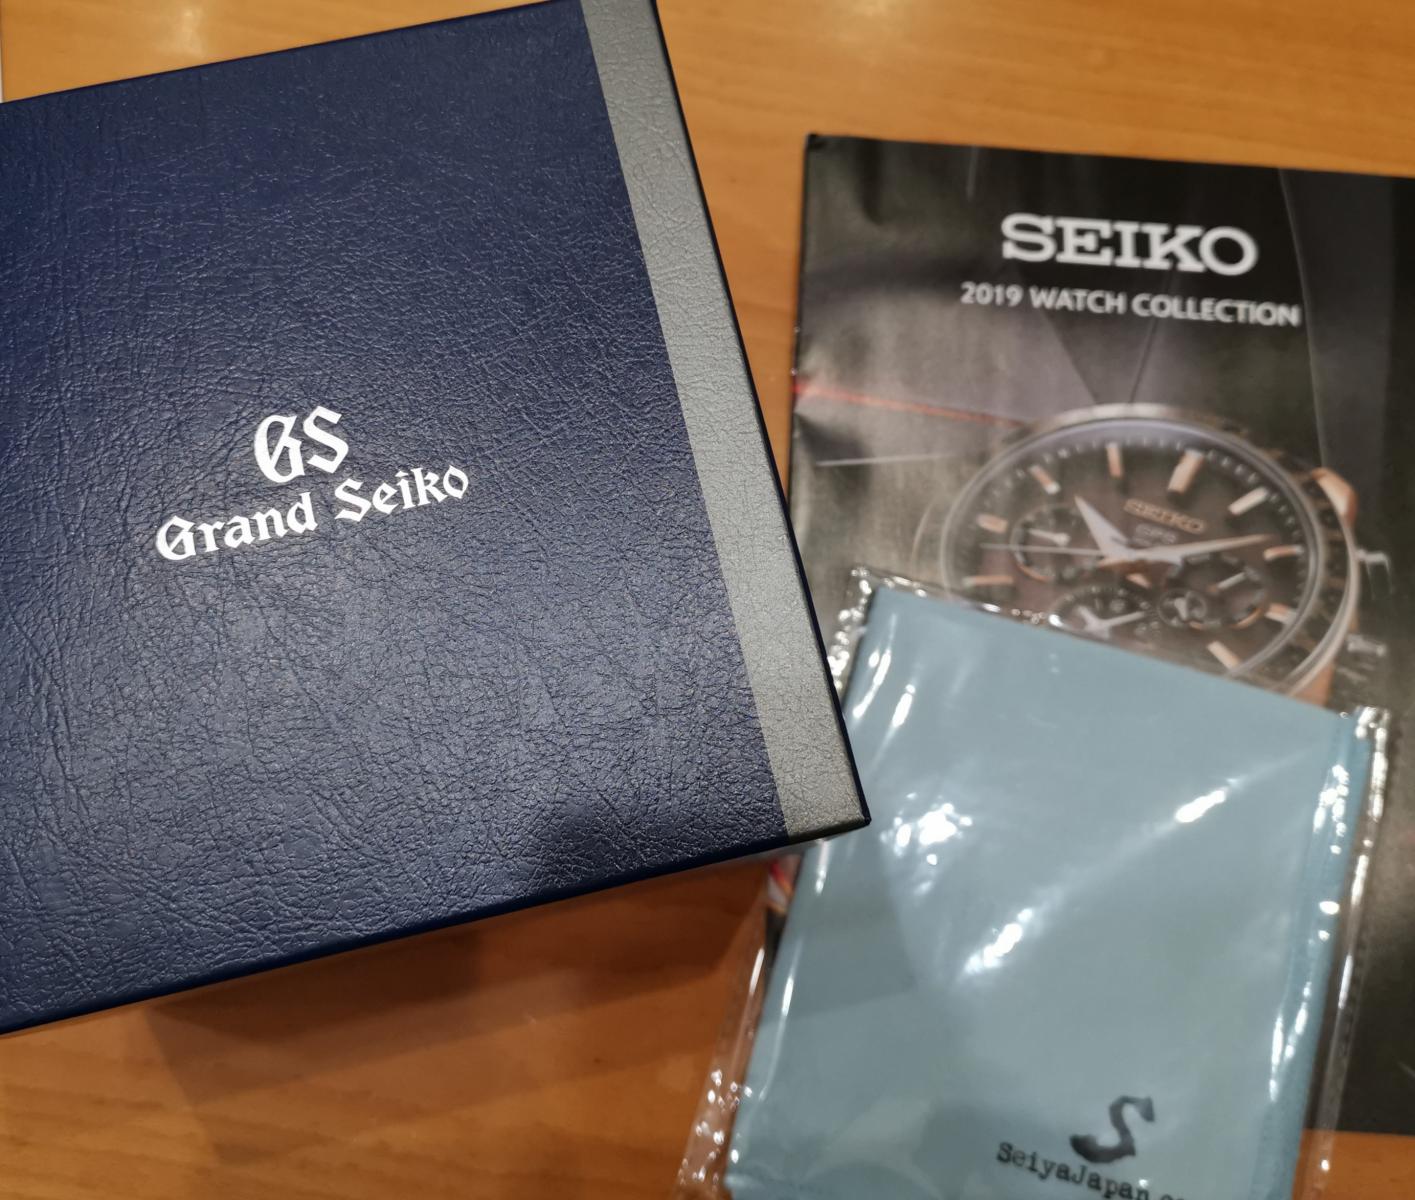 GS
Grand Seiko
SEIKO
2019 WATCH COLLECTION
SEIKO
S
SeiyaJapan